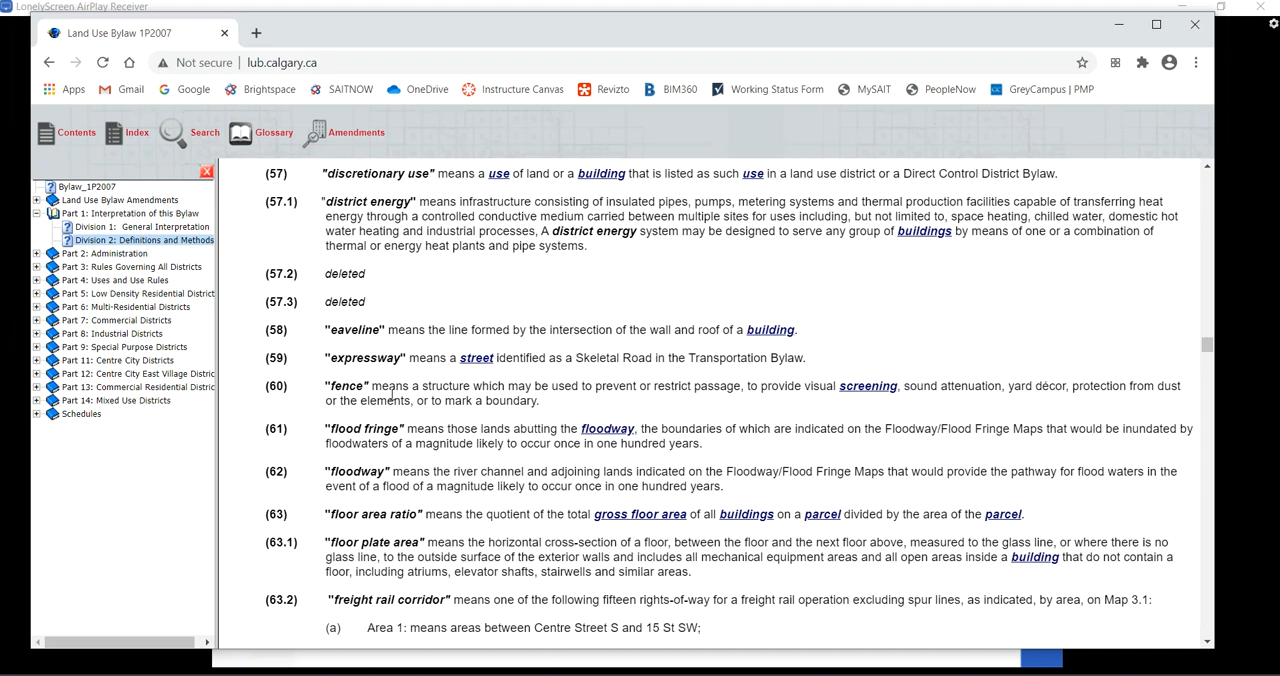 LonelyScreen AirPlay Receiver
Land Use Bylaw 1P2007
Not secure | lub.calgary.ca
Apps Gmail Google Brightspace SAITNOW OneDrive Instructure Canvas Revizto BIM360 Working Status Form MySAIT PeopleNow GreyCampus | PMP
Contents Index Search Glossary Amendments
Bylaw_1P2007
Land Use Bylaw Amendments
Part 1: Interpretation of this Bylaw
Division 1: General Interpretation
Division 2: Definitions and Methods
Part 2: Administration
Part 3: Rules Governing All Districts
Part 4: Uses and Use Rules
Part 5: Low Density Residential District
Part 6: Multi-Residential Districts
Part 7: Commercial Districts
Part 8: Industrial Districts
Part 9: Special Purpose Districts
Part 11: Centre City Districts
Part 12: Centre City East Village Distric
Part 13: Commercial Residential Distric
Part 14: Mixed Use Districts
Schedules
(57) "discretionary use" means a use of land or a building that is listed as such use in a land use district or a Direct Control District Bylaw.
(57.1) "district energy" means infrastructure consisting of insulated pipes, pumps, metering systems and thermal production facilities capable of transferring heat
energy through a controlled conductive medium carried between multiple sites for uses including, but not limited to, space heating, chilled water, domestic hot
water heating and industrial processes, A district energy system may be designed to serve any group of buildings by means of one or a combination of
thermal or energy heat plants and pipe systems.
(57.2) deleted
(57.3) deleted
(58) "eaveline" means the line formed by the intersection of the wall and roof of a building.
(59) "expressway" means a street identified as a Skeletal Road in the Transportation Bylaw.
(60) "fence" means a structure which may be used to prevent or restrict passage, to provide visual screening, sound attenuation, yard décor, protection from dust
or the elements, or to mark a boundary.
(61) "flood fringe" means those lands abutting the floodway, the boundaries of which are indicated on the Floodway/Flood Fringe Maps that would be inundated by
floodwaters of a magnitude likely to occur once in one hundred years.
(62) "floodway" means the river channel and adjoining lands indicated on the Floodway/Flood Fringe Maps that would provide the pathway for flood waters in the
event of a flood of a magnitude likely to occur once in one hundred years.
(63) "floor area ratio" means the quotient of the total gross floor area of all buildings on a parcel divided by the area of the parcel.
(63.1) "floor plate area" means the horizontal cross-section of a floor, between the floor and the next floor above, measured to the glass line, or where there is no
glass line, to the outside surface of the exterior walls and includes all mechanical equipment areas and all open areas inside a building that do not contain a
floor, including atriums, elevator shafts, stairwells and similar areas.
(63.2) "freight rail corridor" means one of the following fifteen rights-of-way for a freight rail operation excluding spur lines, as indicated, by area, on Map 3.1:
(a) Area 1: means areas between Centre Street S and 15 St SW;